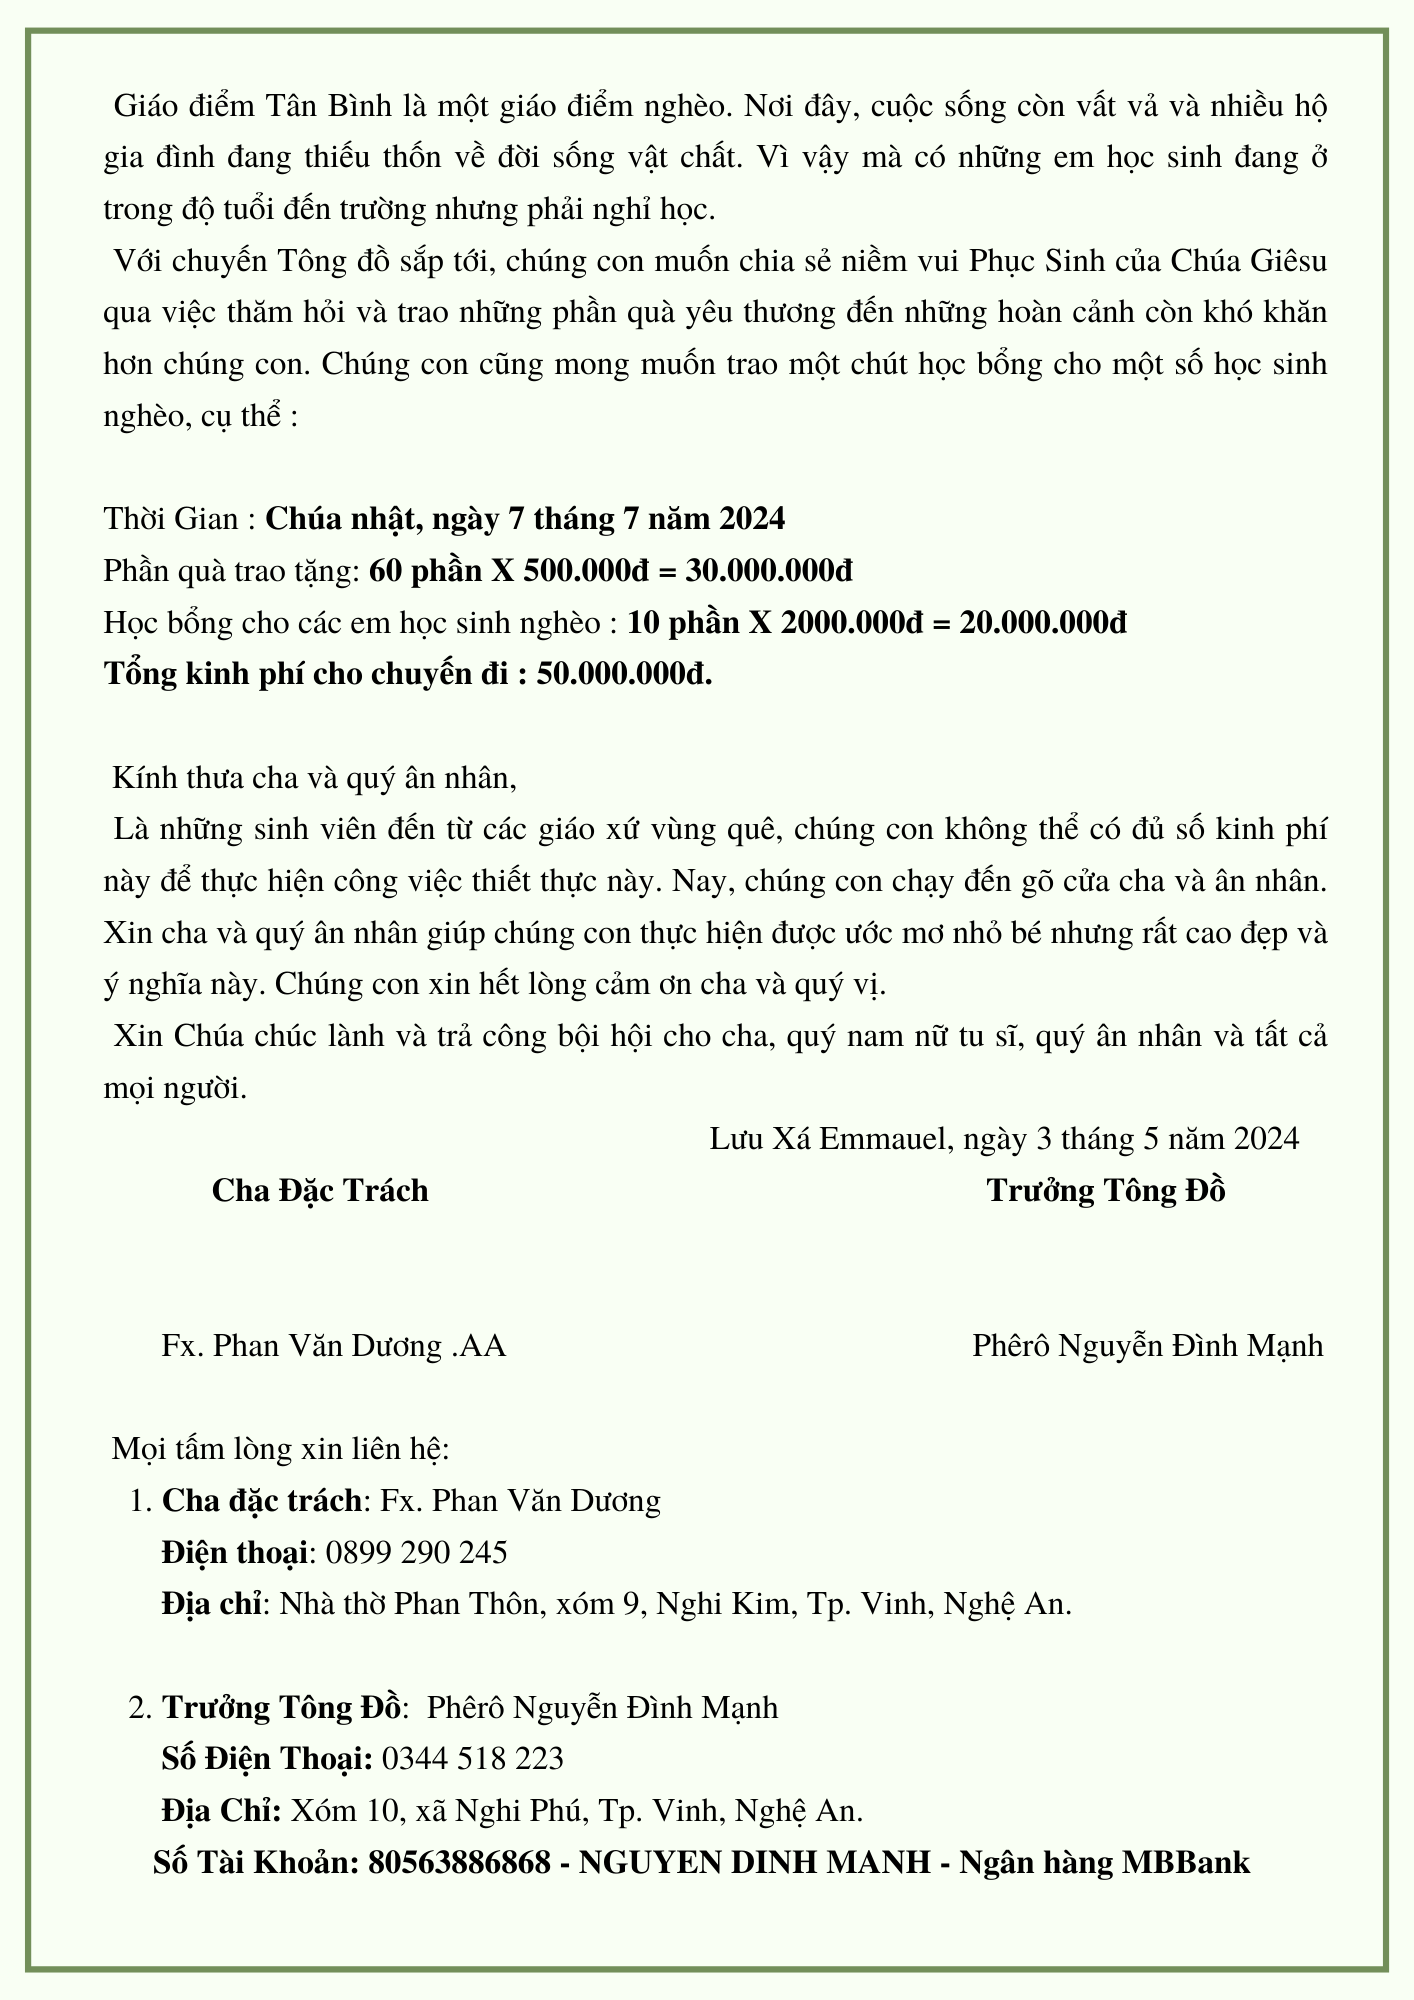 Giáo điểm Tân Bình là một giáo điểm nghèo. Nơi đây, cuộc sống còn vất vả và nhiều hộ
gia đình đang thiếu thốn về đời sống vật chất. Vì vậy mà có những em học sinh đang ở
trong độ tuổi đến trường nhưng phải nghỉ học.
Với chuyến Tông đồ sắp tới, chúng con muốn chia sẻ niềm vui Phục Sinh của Chúa Giêsu
qua việc thăm hỏi và trao những phần quà yêu thương đến những hoàn cảnh còn khó khăn
hơn chúng con. Chúng con cũng mong muốn trao một chút học bổng cho một số học sinh
nghèo, cụ thể :
Thời Gian : Chúa nhật, ngày 7 tháng 7 năm 2024
Phần quà trao tặng: 60 phần X 500.000đ = 30.000.000đ
Học bổng cho các em học sinh nghèo : 10 phần X 2000.000đ = 20.000.000đ
Tổng kinh phí cho chuyến đi : 50.000.000đ.
Kính thưa cha và quý ân nhân,
Là những sinh viên đến từ các giáo xứ vùng quê, chúng con không thể có đủ số kinh phí
này để thực hiện công việc thiết thực này. Nay, chúng con chạy đến gõ cửa cha và ân nhân.
Xin cha và quý ân nhân giúp chúng con thực hiện được ước mơ nhỏ bé nhưng rất cao đẹp và
ý nghĩa này. Chúng con xin hết lòng cảm ơn cha và quý vị.
Xin Chúa chúc lành và trả công bội hội cho cha, quý nam nữ tu sĩ, quý ân nhân và tất cả
mọi người.
Lưu Xá Emmauel, ngày 3 tháng 5 năm 2024
Cha Đặc Trách Trưởng Tông Đồ
Fx. Phan Văn Dương .AA Phêrô Nguyễn Đình Mạnh
Mọi tấm lòng xin liên hệ:
1. Cha đặc trách: Fx. Phan Văn Dương
Điện thoại: 0899 290 245
Địa chỉ: Nhà thờ Phan Thôn, xóm 9, Nghi Kim, Tp. Vinh, Nghệ An.
2. Trưởng Tông Đồ: Phêrô Nguyễn Đình Mạnh
Số Điện Thoại: 0344 518 223
Địa Chỉ: Xóm 10, xã Nghi Phú, Tp. Vinh, Nghệ An.
Số Tài Khoản: 80563886868 - NGUYEN DINH MANH - Ngân hàng MBBank